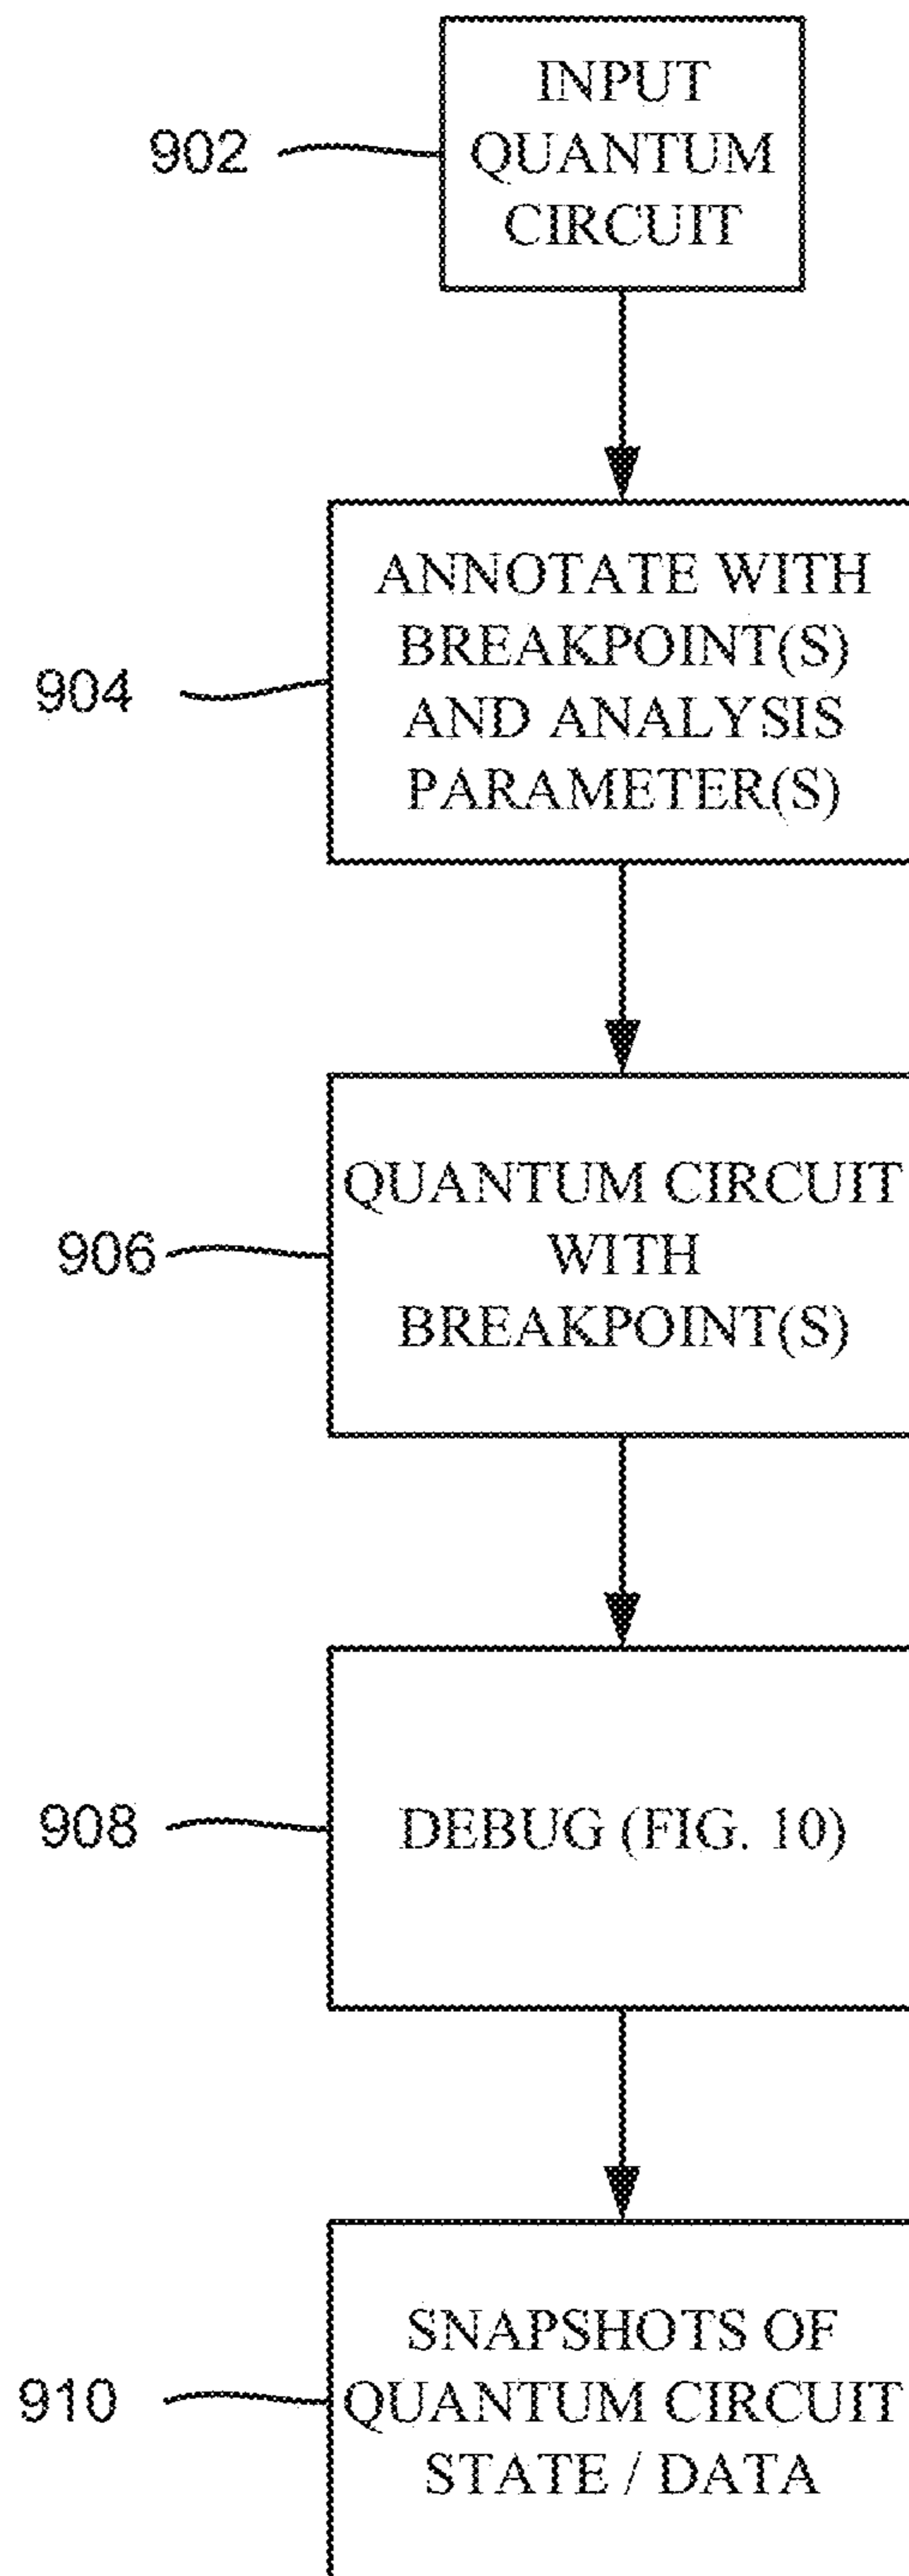 INPUT
QUANTUM
CIRCUIT
902
ANNOTATE WITH
BREAKPOINT(S)
AND ANALYSIS
PARAMETER(S)
904
QUANTUM CIRCUIT
WITH
BREAKPOINT(S)
906
DEBUG (FIG. 10)
908
SNAPSHOTS OF
QUANTUM CIRCUIT
STATE / DATA
910